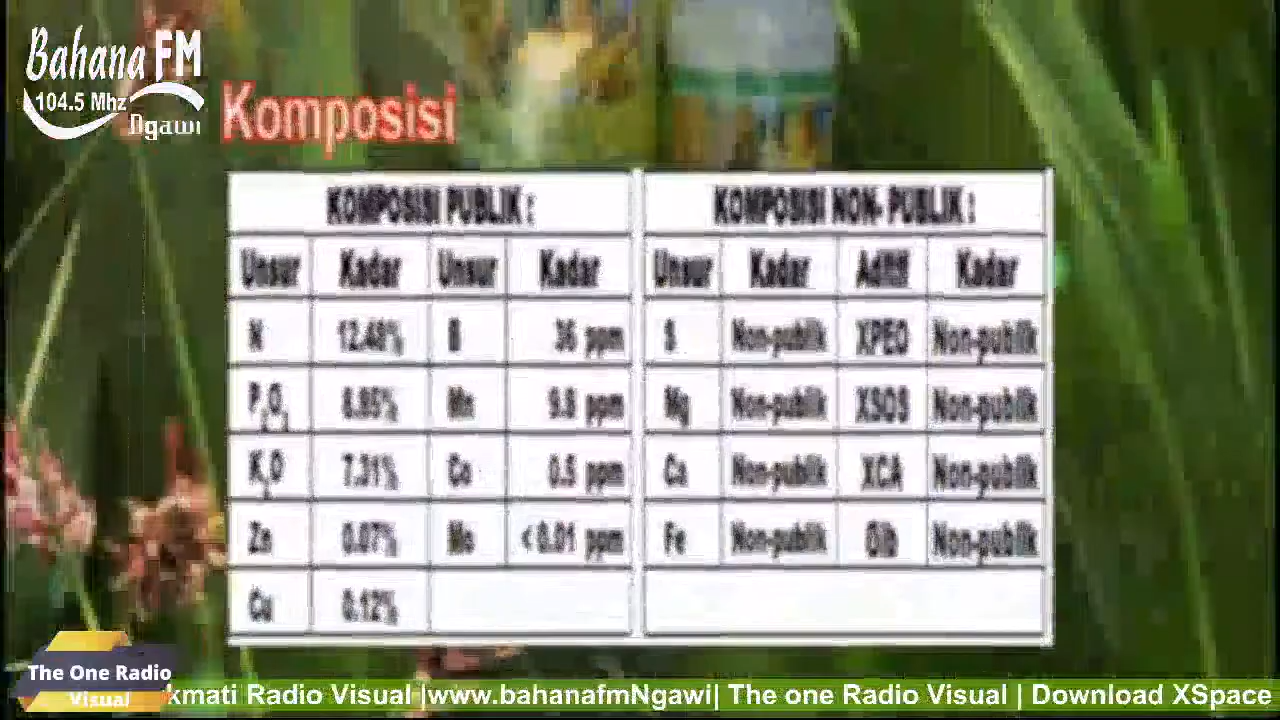 Bahana FM
104.5 Mhz
Ngawi
Komposisi
KOMPOSISI PUBLIK : KOMPOSISI NON- PUBLIK :
Unsur Kadar Unsur Kadar Unsur Kadar Aditif Kadar
N 12.48% B 36 ppm S Non-publik XPEO Non-publik
Mn 9.8 ppm Mg Non-publik XSOS Non-publik
K₂O 7.31% Co 0.5 ppm Ca Non-publik XCA Non-publik
Zn 0.07% Mo < 0.01 ppm Fe Non-publik Non-publik
Cu 0.12%
The One Radio
Visual
kmati Radio Visual |www.bahanafmNgawi| The one Radio Visual | Download XSpace